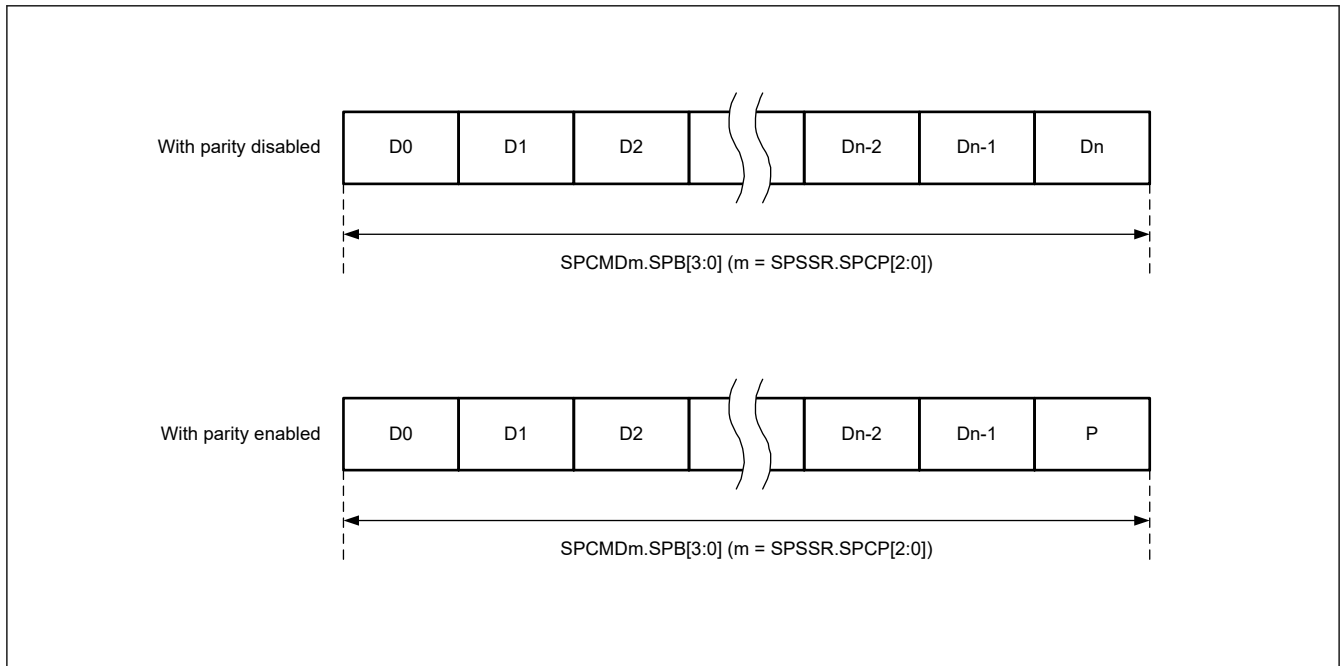 With parity disabled D0 D1 D2 Dn-2 Dn-1 Dn
SPCMDm.SPB[3:0] (m = SPSSR.SPCP[2:0])
With parity enabled D0 D1 D2 Dn-2 Dn-1 P
SPCMDm.SPB[3:0] (m = SPSSR.SPCP[2:0])